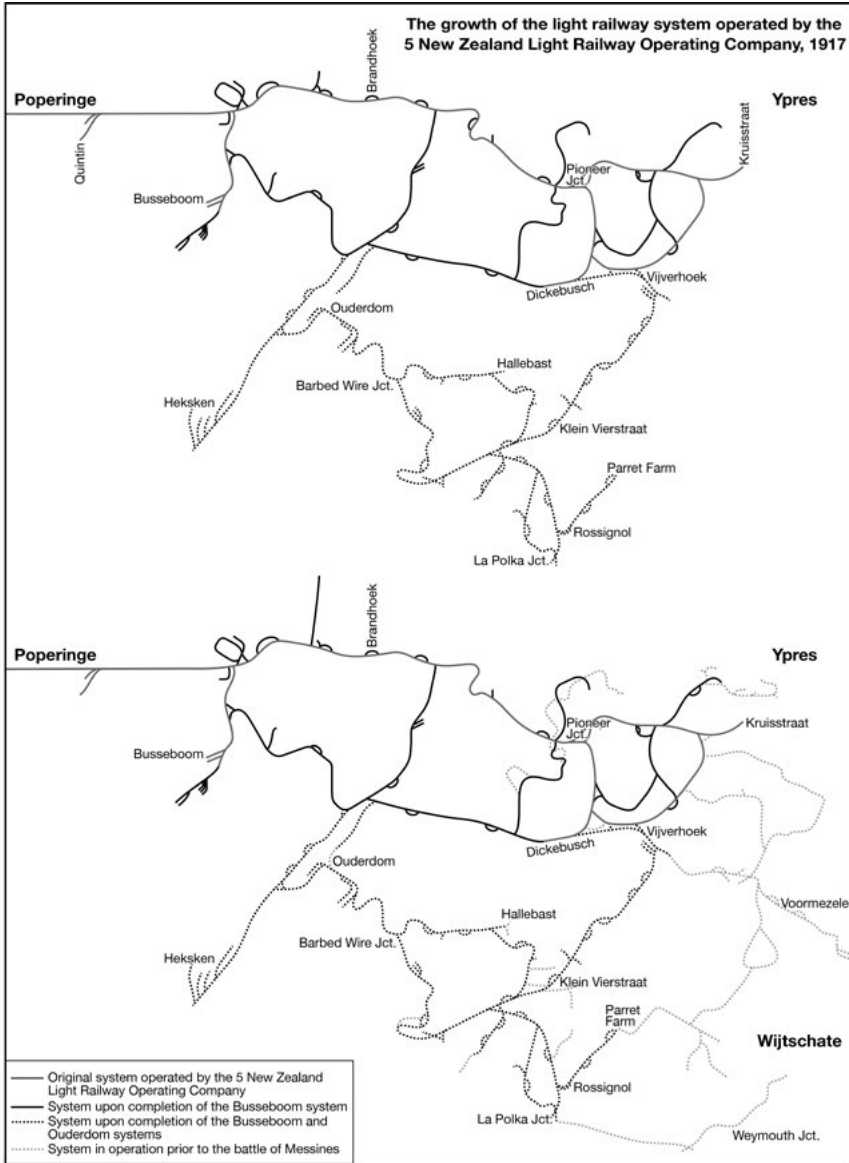 The growth of the light railway system operated by the
5 New Zealand Light Railway Operating Company, 1917
Brandhoek
Poperinge
Ypres
Quintin
Kruisstraat
Pioneer
Jct.
Busseboom
Vijverhoek
Dickebusch
Ouderdom
Hallebast
Barbed Wire Jct.
Heksken
Klein Vierstraat
Parret Farm
Rossignol
La Polka Jct.
Brandhoek
Poperinge
Ypres
Kruisstraat
Pioneer
Jct.
Busseboom
Vijverhoek
Dickebusch
Ouderdom
Voormezele
Hallebast
Barbed Wire Jct.
Heksken
Klein Vierstraat
Parret
Farm
Wijtschate
Rossignol
La Polka Jct.
Weymouth Jct.
Original system operated by the 5 New Zealand
Light Railway Operating Company
System upon completion of the Busseboom system
System upon completion of the Busseboom and
Ouderdom systems
System in operation prior to the battle of Messines